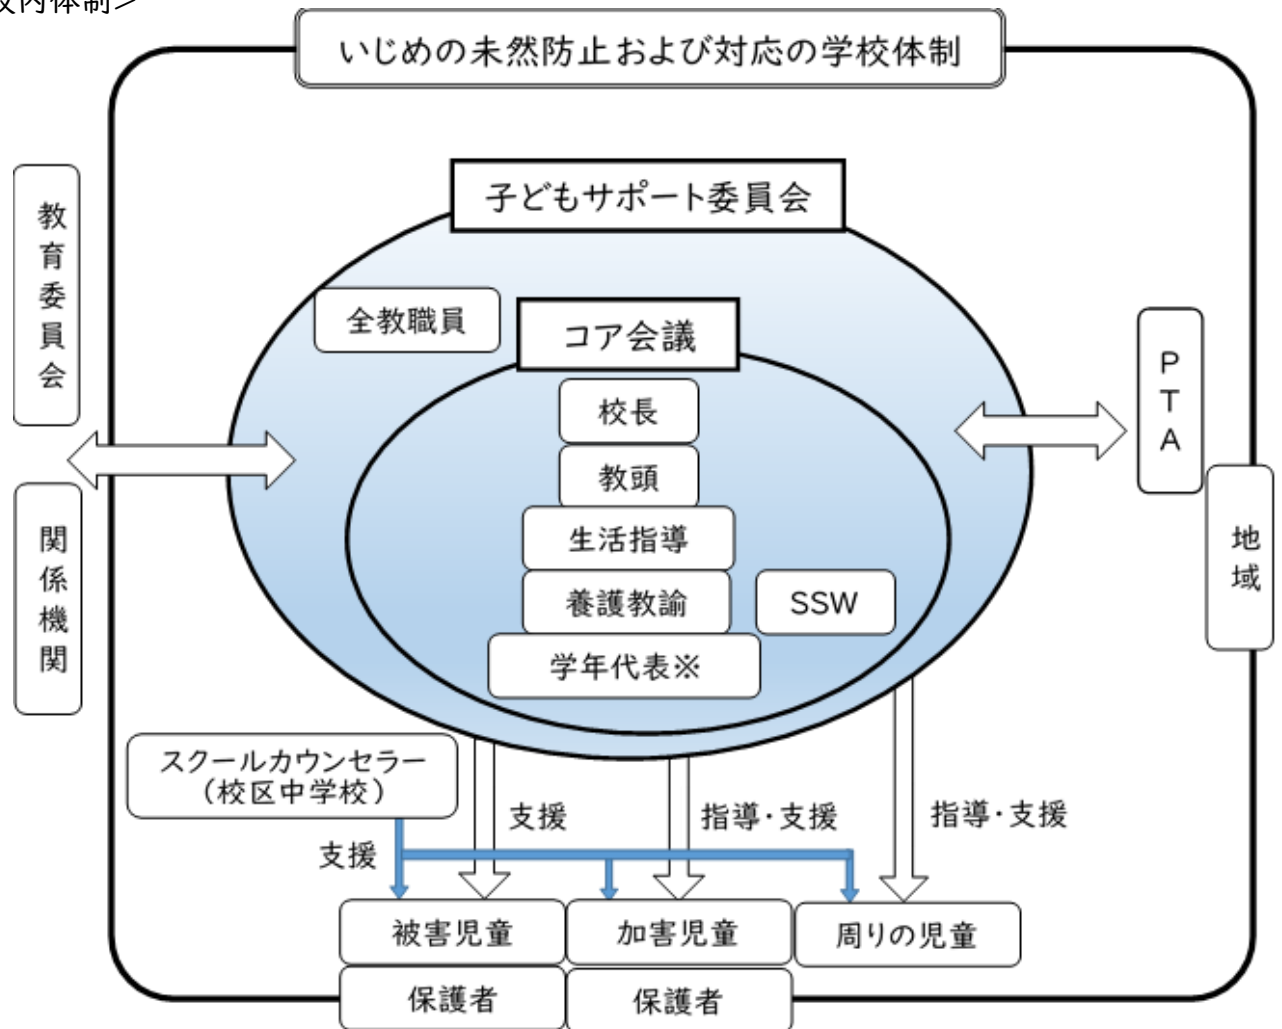 校内体制＞
いじめの未然防止および対応の学校体制
子どもサポート委員会
教育委員会
全教職員
コア会議
校長
教頭
生活指導
養護教諭
SSW
学年代表※
PTA
地域
関係機関
スクールカウンセラー
（校区中学校）
支援
支援
指導・支援
指導・支援
被害児童
加害児童
周りの児童
保護者
保護者